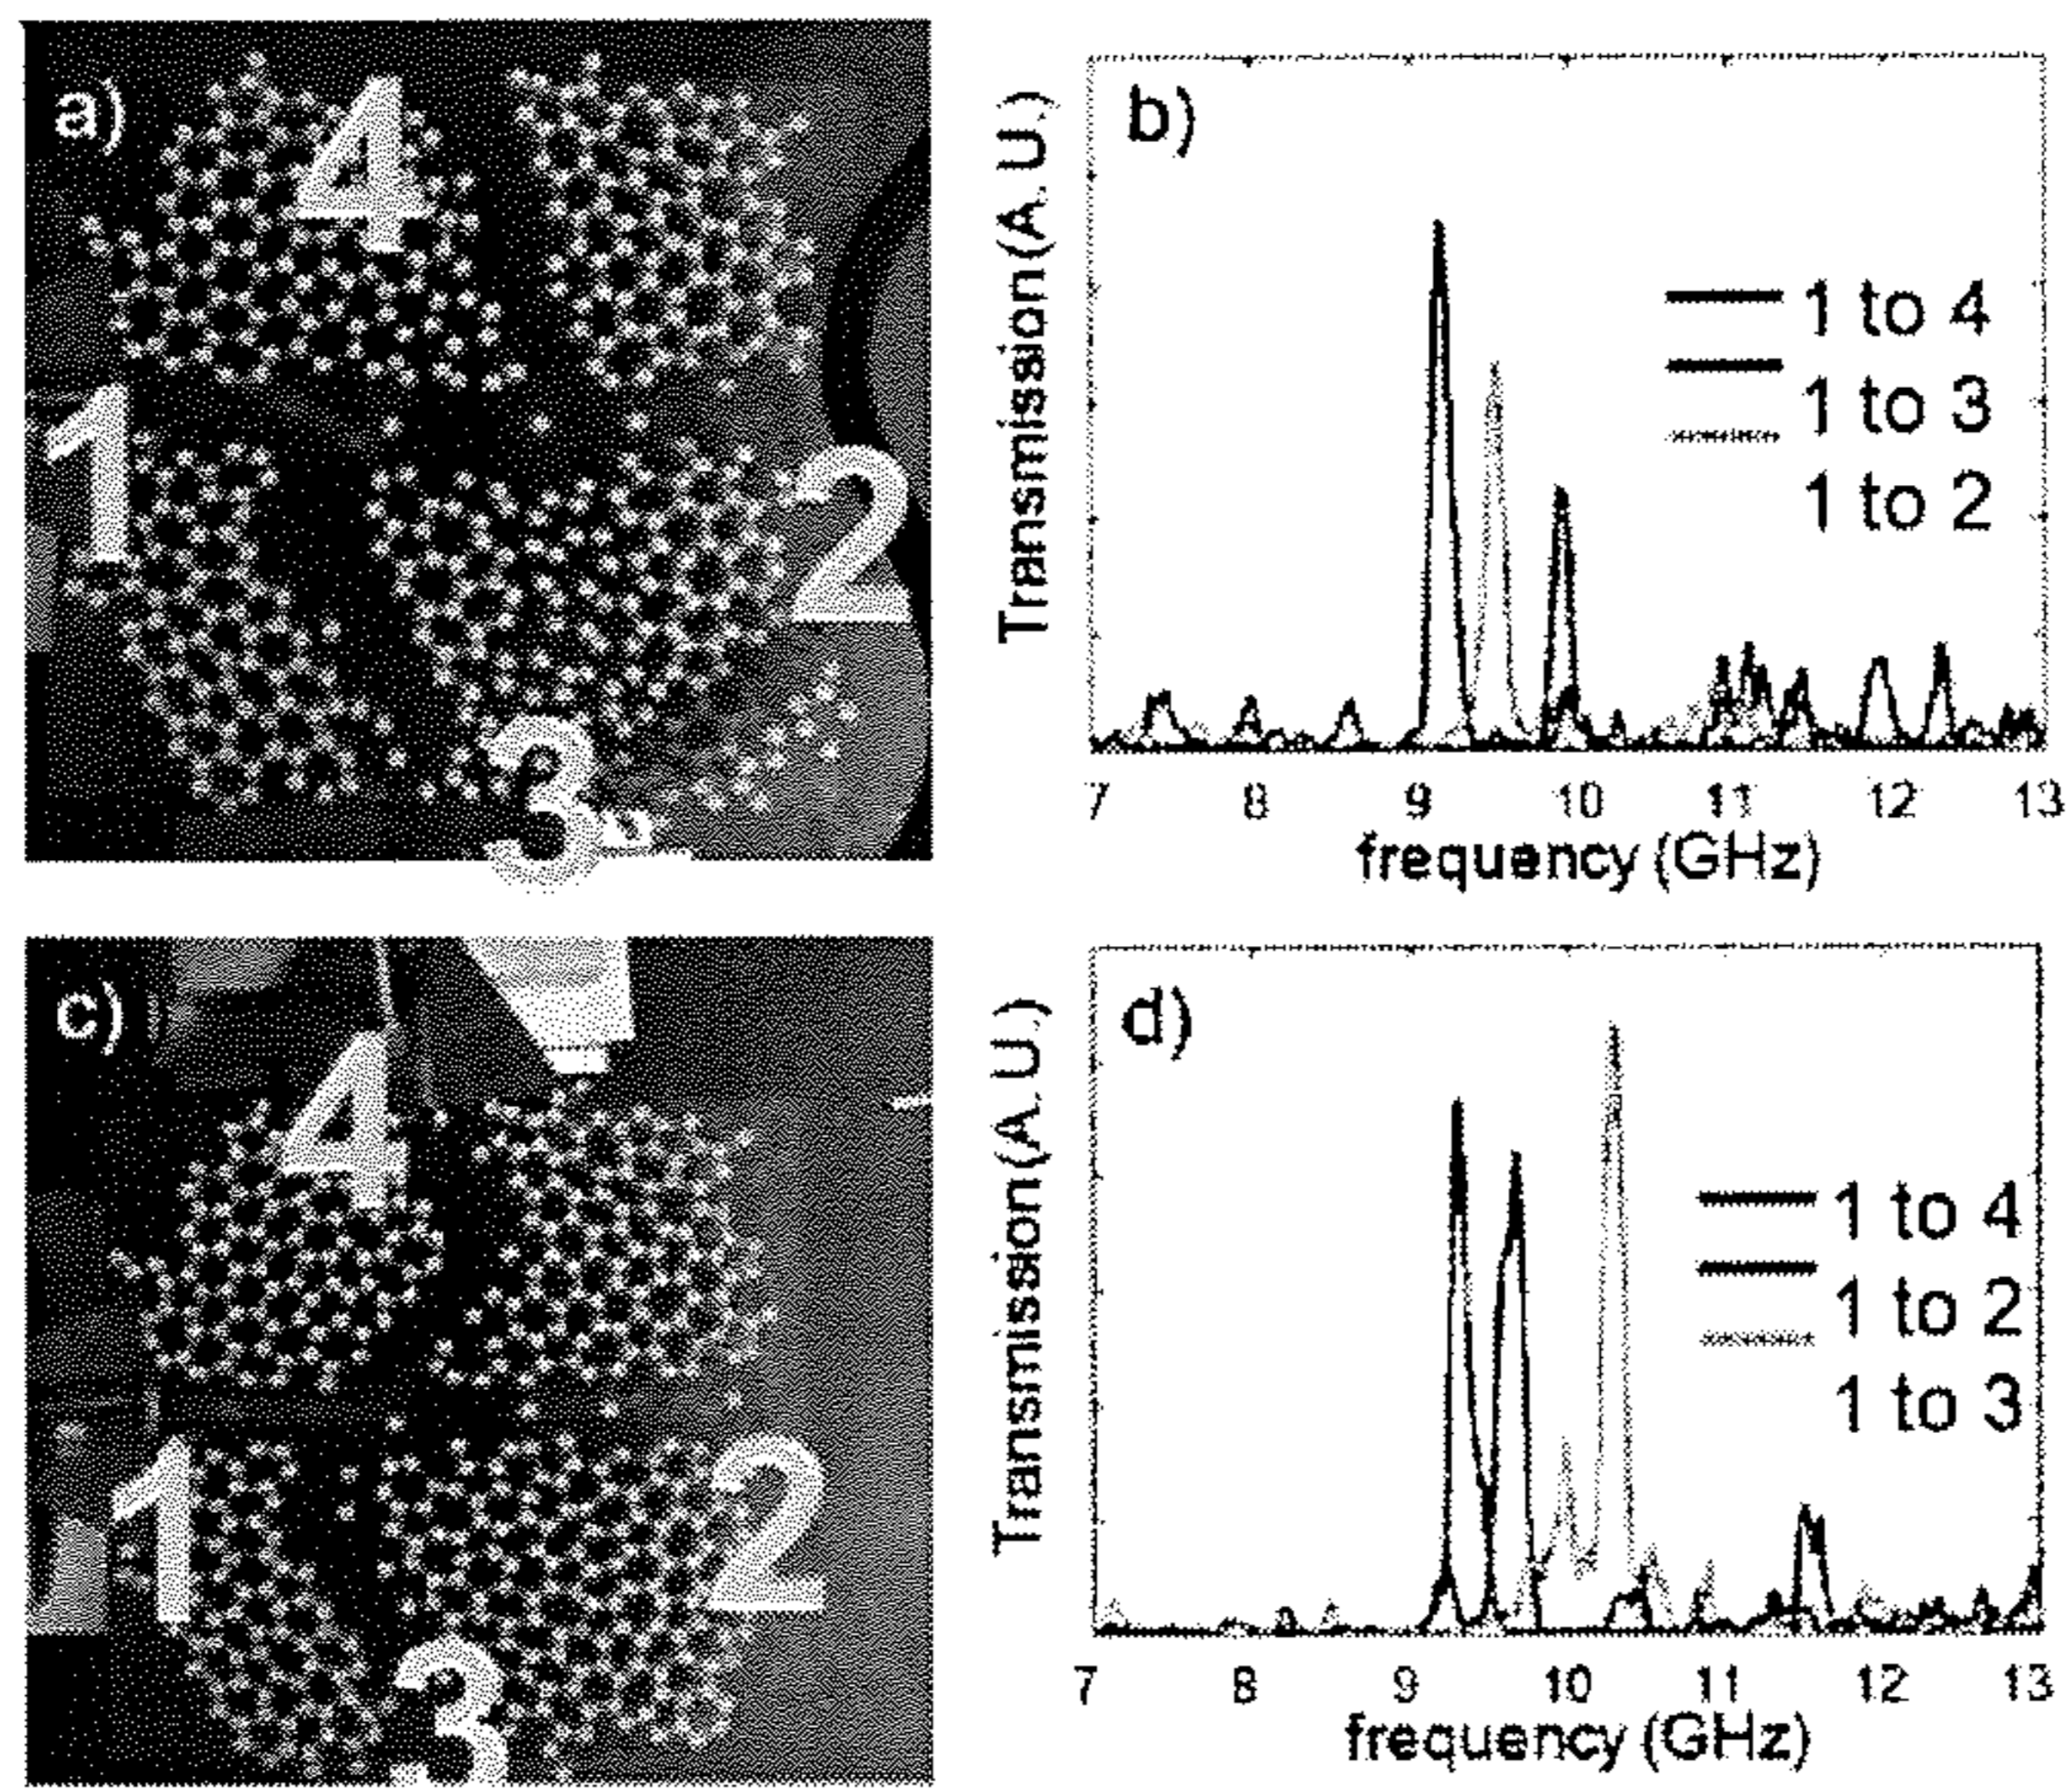 a)
4
1
2
3
b)
Transmission (A.U.)
1 to 4
1 to 3
1 to 2
7 8 9 10 11 12 13
frequency (GHz)
c)
4
1
2
3
d)
Transmission (A.U.)
1 to 4
1 to 2
1 to 3
7 8 9 10 11 12 13
frequency (GHz)